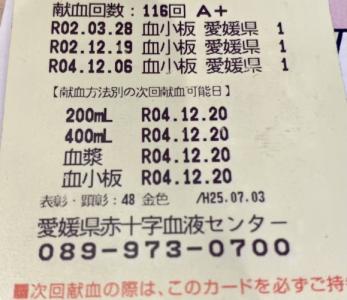 献血回数：116回 A+
R02.03.28 血小板 愛媛県 1
R02.12.19 血小板 愛媛県 1
R04.12.06 血小板 愛媛県 1
【献血方法別の次回献血可能日】
200mL R04.12.20
400mL R04.12.20
血漿 R04.12.20
血小板 R04.12.20
表彰・顕彰：48 金色 /H25.07.03
愛媛県赤十字血液センター
089-973-0700
■次回献血の際は、このカードを必ずご持